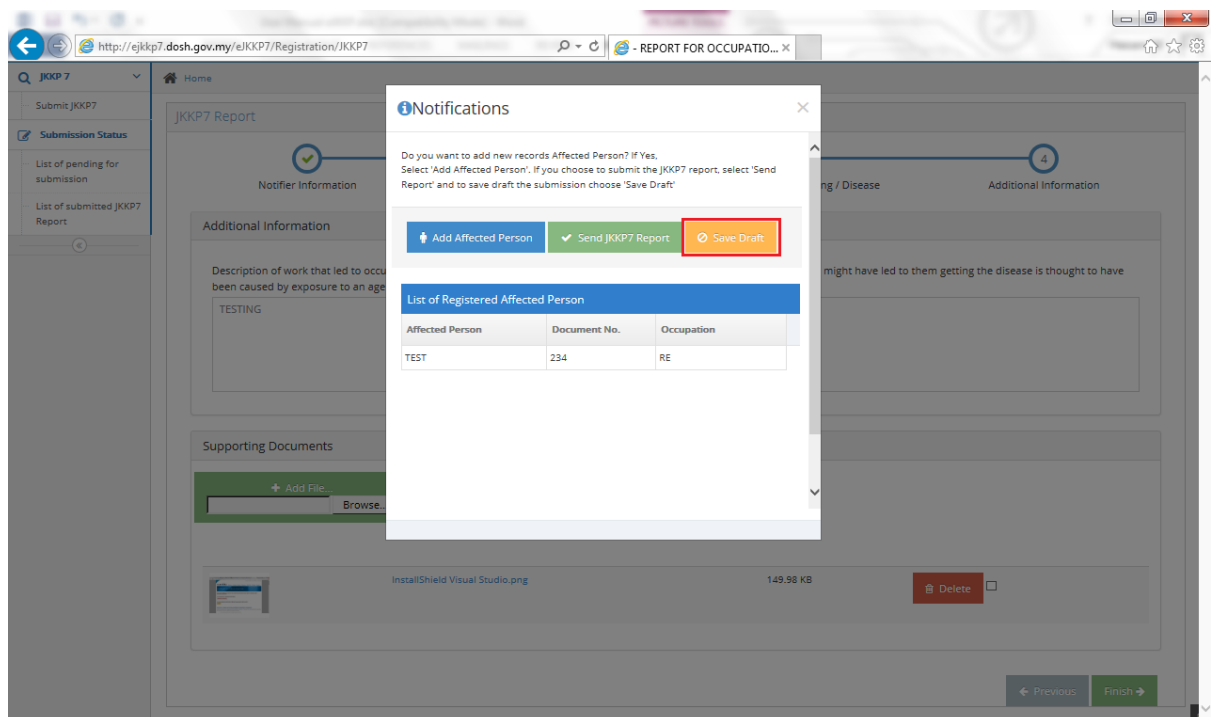 http://ejkkp7.dosh.gov.my/eJKKP7/Registration/JKKP7
- REPORT FOR OCCUPATIO...
JKKP 7
Submit JKKP7
Submission Status
List of pending for
submission
List of submitted JKKP7
Report
Home
JKKP7 Report
Notifier Information
ng / Disease
4
Additional Information
Additional Information
Description of work that led to occu
might have led to them getting the disease is thought to have
been caused by exposure to an age
TESTING
Notifications
Do you want to add new records Affected Person? If Yes,
Select 'Add Affected Person'. If you choose to submit the JKKP7 report, select 'Send
Report' and to save draft the submission choose 'Save Draft'
Add Affected Person
Send JKKP7 Report
Save Draft
List of Registered Affected Person
Affected Person Document No. Occupation
TEST 234 RE
Supporting Documents
+ Add File...
Browse...
InstallShield Visual Studio.png 149.98 KB Delete
Previous Finish